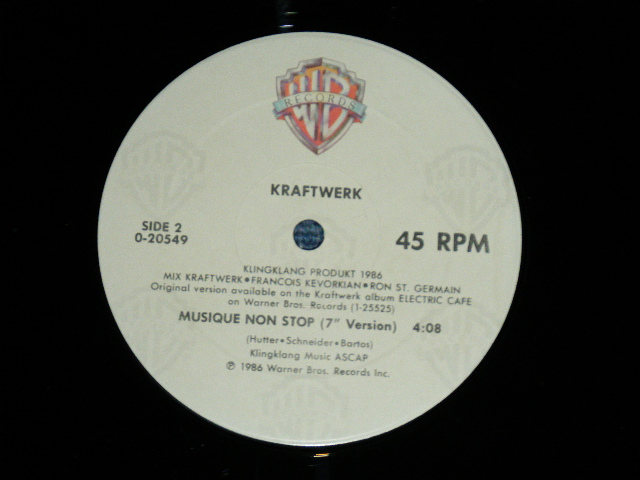 WB
RECORDS
KRAFTWERK
SIDE 2
0-20549
45 RPM
KLINGKLANG PRODUKT 1986
MIX KRAFTWERK•FRANCOIS KEVORKIAN•RON ST. GERMAIN
Original version available on the Kraftwerk album ELECTRIC CAFE
on Warner Bros. Records (1-25525)
MUSIQUE NON STOP (7" Version) 4:08
(Hutter•Schneider•Bartos)
Klingklang Music ASCAP
℗ 1986 Warner Bros. Records Inc.